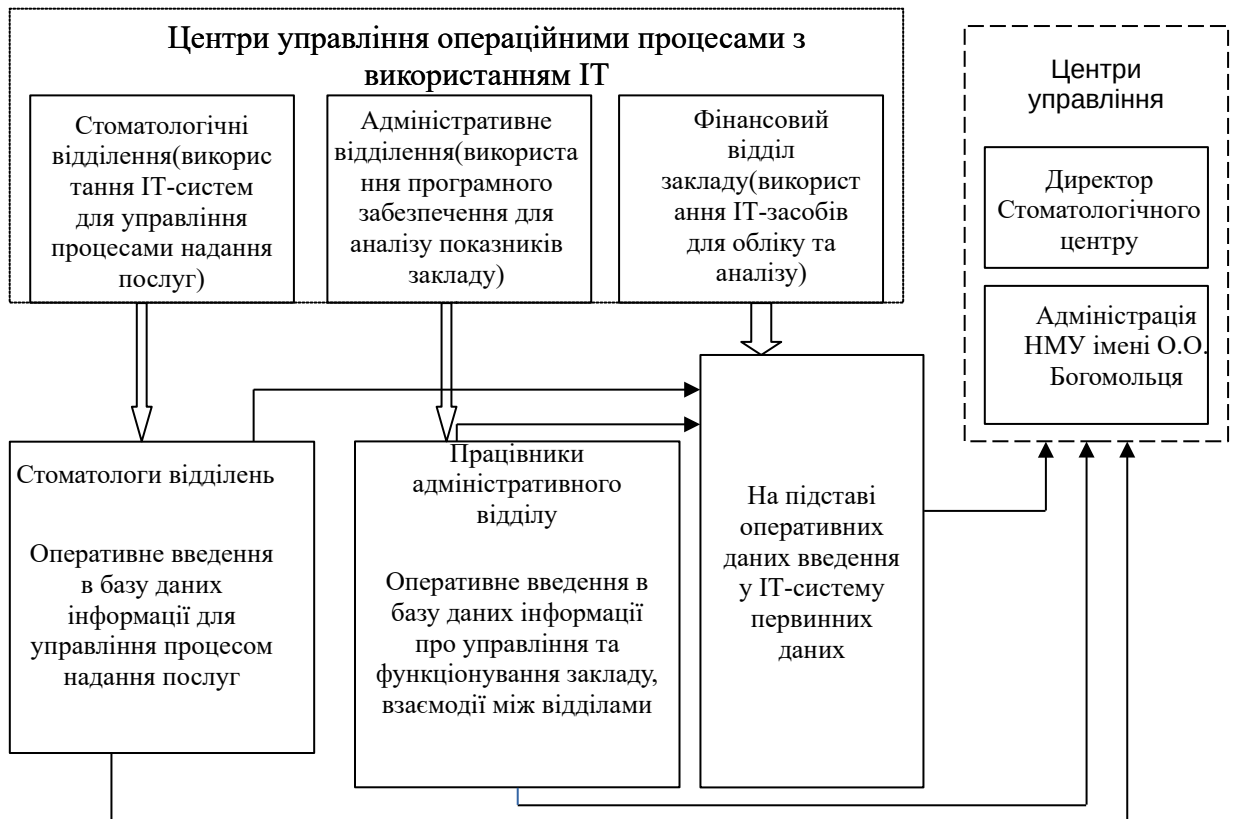 Центри управління операційними процесами з
використанням ІТ
Стоматологічні
відділення(викорис
тання ІТ-систем
для управління
процесами надання
послуг)
Адміністративне
відділення(використа
ння програмного
забезпечення для
аналізу показників
закладу)
Фінансовий
відділ
закладу(використ
ання ІТ-засобів
для обліку та
аналізу)
Центри
управління
Директор
Стоматологічного
центру
Адміністрація
НМУ імені О.О.
Богомольця
Стоматологи відділень
Оперативне введення
в базу даних
інформації для
управління процесом
надання послуг
Працівники
адміністративного
відділу
Оперативне введення в
базу даних інформації
про управління та
функціонування закладу,
взаємодії між відділами
На підставі
оперативних
даних введення
у ІТ-систему
первинних
даних